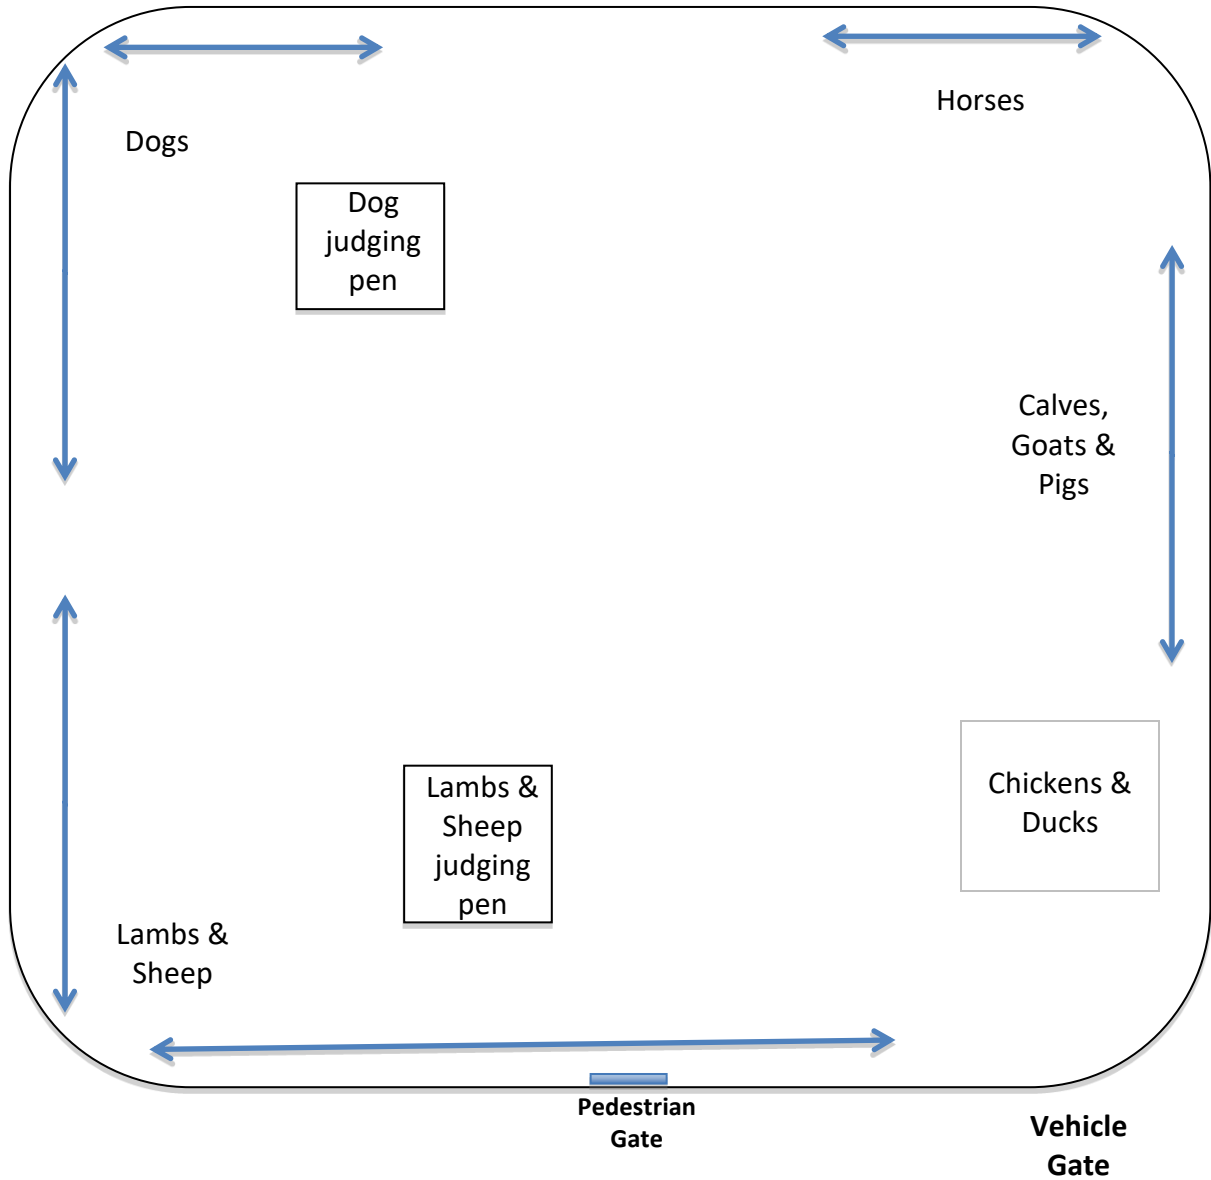 Horses
Dogs
Dog
judging
pen
Calves,
Goats &
Pigs
Lambs &
Sheep
judging
pen
Chickens &
Ducks
Lambs &
Sheep
Pedestrian
Gate
Vehicle
Gate